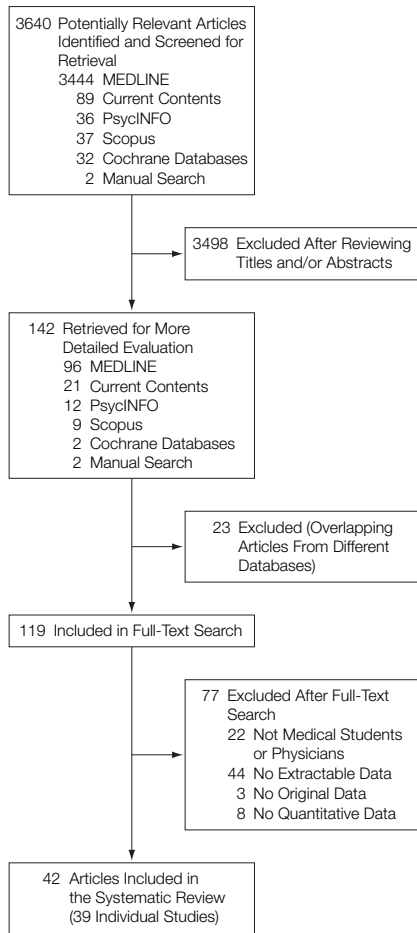 3640 Potentially Relevant Articles
Identified and Screened for
Retrieval
3444 MEDLINE
89 Current Contents
36 PsycINFO
37 Scopus
32 Cochrane Databases
2 Manual Search
3498 Excluded After Reviewing
Titles and/or Abstracts
142 Retrieved for More
Detailed Evaluation
96 MEDLINE
21 Current Contents
12 PsycINFO
9 Scopus
2 Cochrane Databases
2 Manual Search
23 Excluded (Overlapping
Articles From Different
Databases)
119 Included in Full-Text Search
77 Excluded After Full-Text
Search
22 Not Medical Students
or Physicians
44 No Extractable Data
3 No Original Data
8 No Quantitative Data
42 Articles Included in
the Systematic Review
(39 Individual Studies)